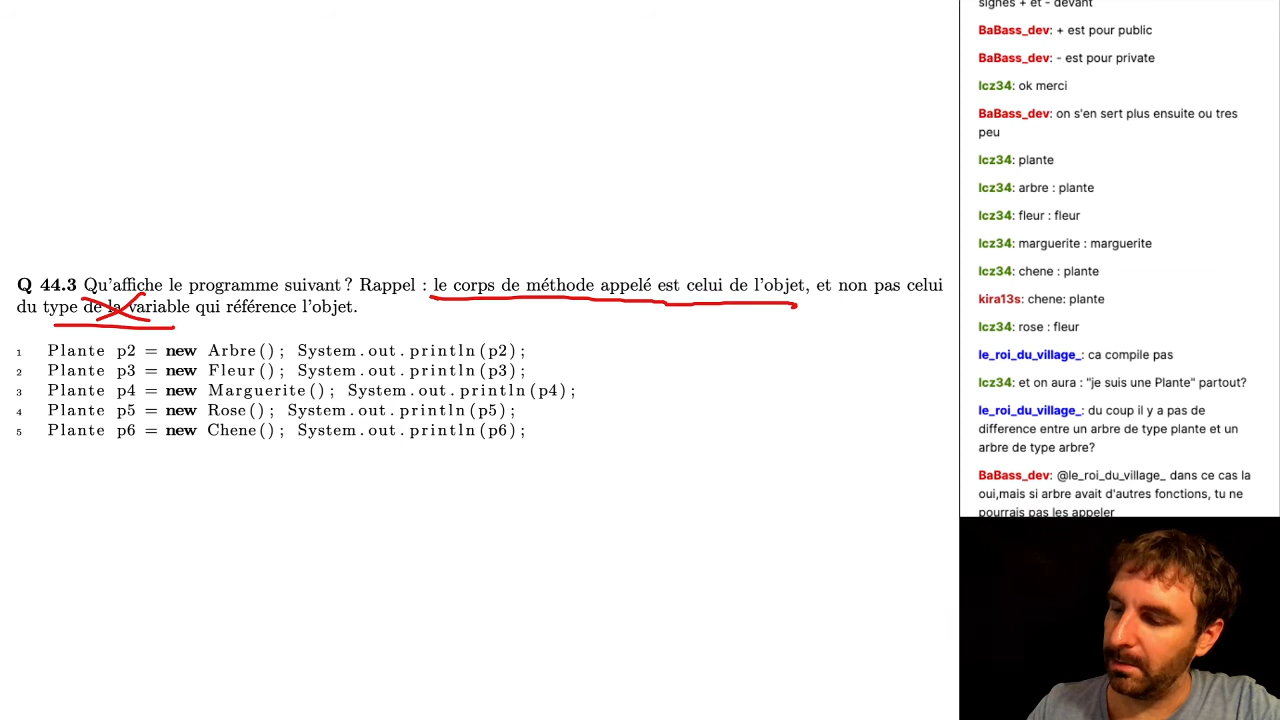 Q 44.3 Qu'affiche le programme suivant ? Rappel : le corps de méthode appelé est celui de l'objet, et non pas celui
du type de la variable qui référence l'objet.
1 Plante p2 = new Arbre(); System.out.println(p2);
2 Plante p3 = new Fleur(); System.out.println(p3);
3 Plante p4 = new Marguerite(); System.out.println(p4);
4 Plante p5 = new Rose(); System.out.println(p5);
5 Plante p6 = new Chene(); System.out.println(p6);
signes + et - devant
BaBass_dev: + est pour public
BaBass_dev: - est pour private
lcz34: ok merci
BaBass_dev: on s'en sert plus ensuite ou tres
peu
lcz34: plante
lcz34: arbre : plante
lcz34: fleur : fleur
lcz34: marguerite : marguerite
lcz34: chene : plante
kira13s: chene: plante
lcz34: rose : fleur
le_roi_du_village_: ca compile pas
lcz34: et on aura : "je suis une Plante" partout?
le_roi_du_village_: du coup il y a pas de
difference entre un arbre de type plante et un
arbre de type arbre?
BaBass_dev: @le_roi_du_village_ dans ce cas la
oui,mais si arbre avait d'autres fonctions, tu ne
pourrais pas les appeler